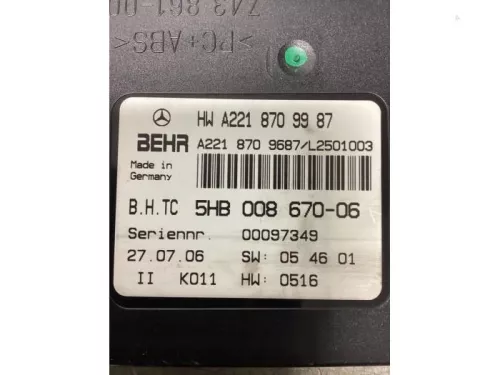 >PC+ABS<
HW A221 870 99 87
BEHR A221 870 9687/L2501003
Made in
Germany
B.H.TC 5HB 008 670-06
Seriennr. 00097349
27.07.06 SW: 05 46 01
II K011 HW: 0516